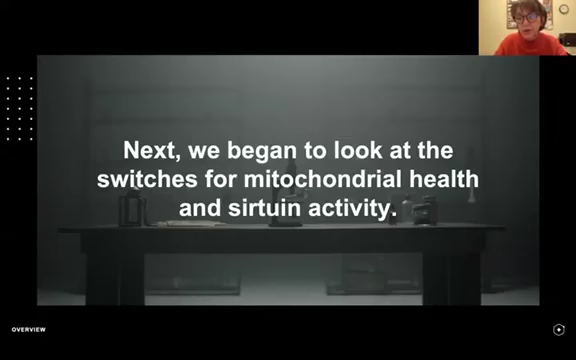 Next, we began to look at the
switches for mitochondrial health
and sirtuin activity.
OVERVIEW